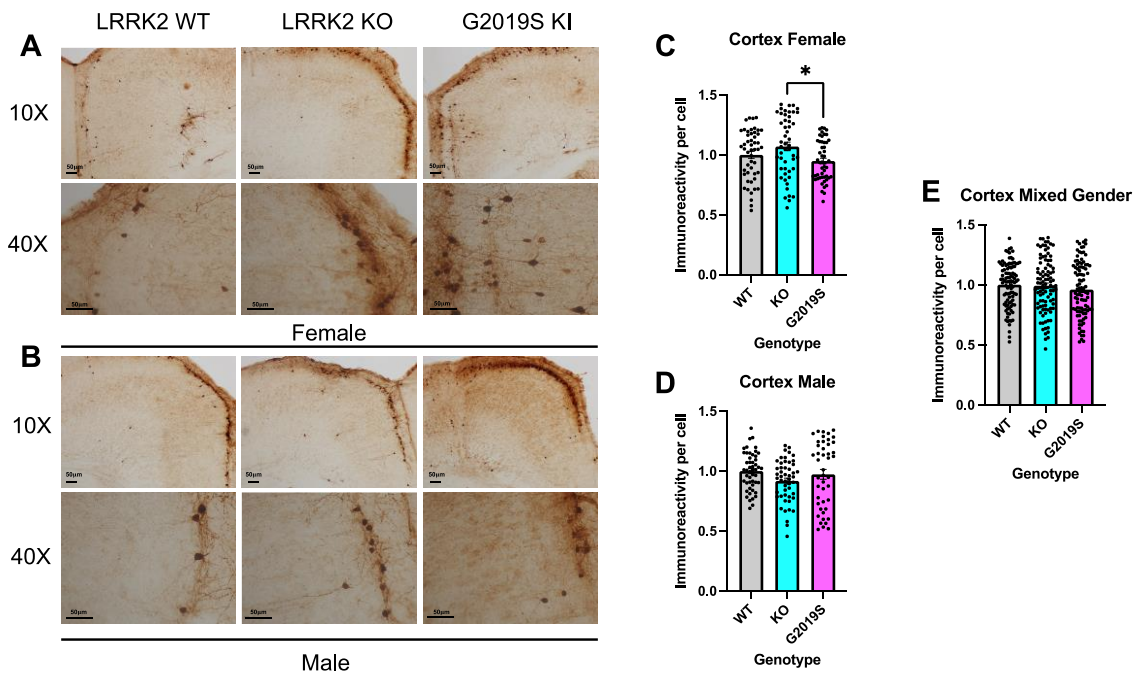 LRRK2 WT LRRK2 KO G2019S KI
A
10X
50µm 50µm 50µm
40X
50µm 50µm 50µm
Female
B
10X
50µm 50µm 50µm
40X
50µm 50µm 50µm
Male
C
Cortex Female
*
Immunoreactivity per cell
1.5
1.0
0.5
0.0
WT KO G2019S
Genotype
D
Cortex Male
Immunoreactivity per cell
1.5
1.0
0.5
0.0
WT KO G2019S
Genotype
E
Cortex Mixed Gender
Immunoreactivity per cell
1.5
1.0
0.5
0.0
WT KO G2019S
Genotype